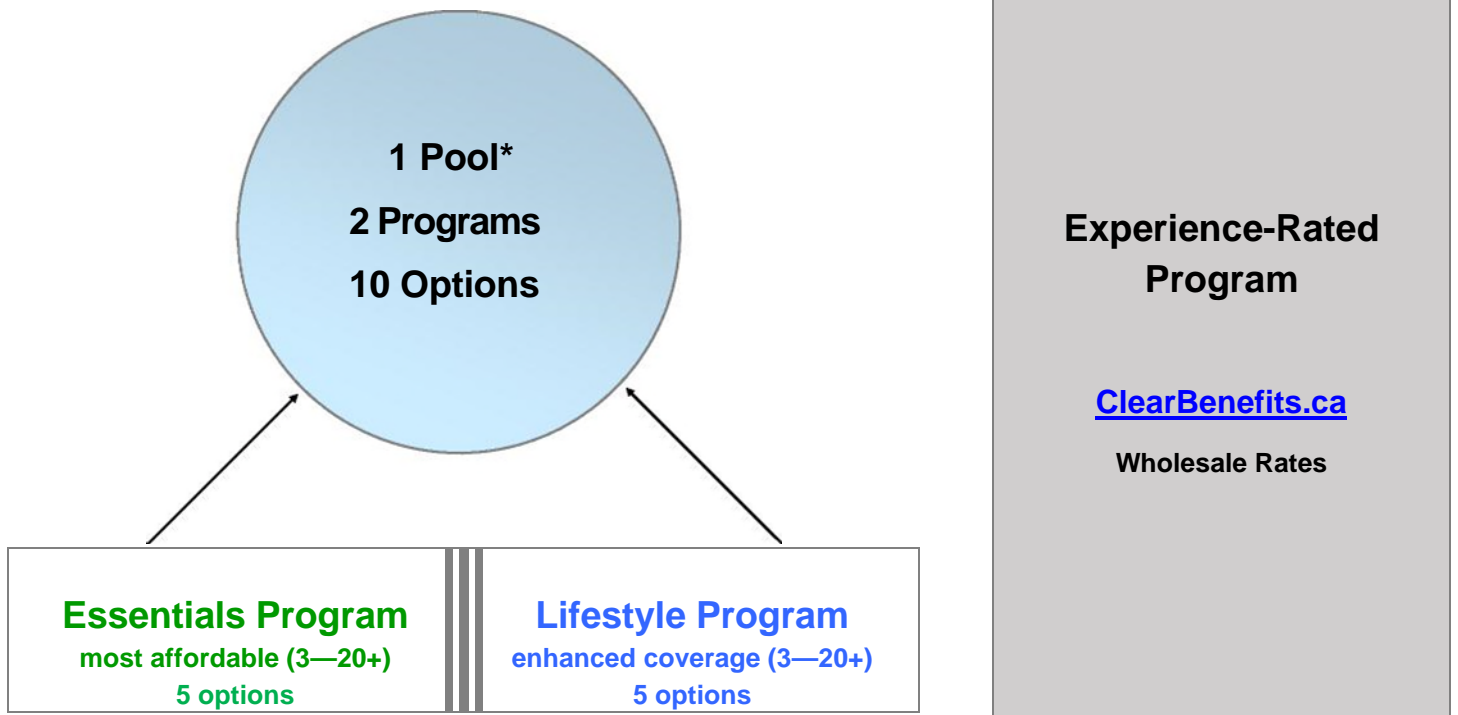 1 Pool*
2 Programs
10 Options
Essentials Program
most affordable (3—20+)
5 options
Lifestyle Program
enhanced coverage (3—20+)
5 options
Experience-Rated
Program
ClearBenefits.ca
Wholesale Rates